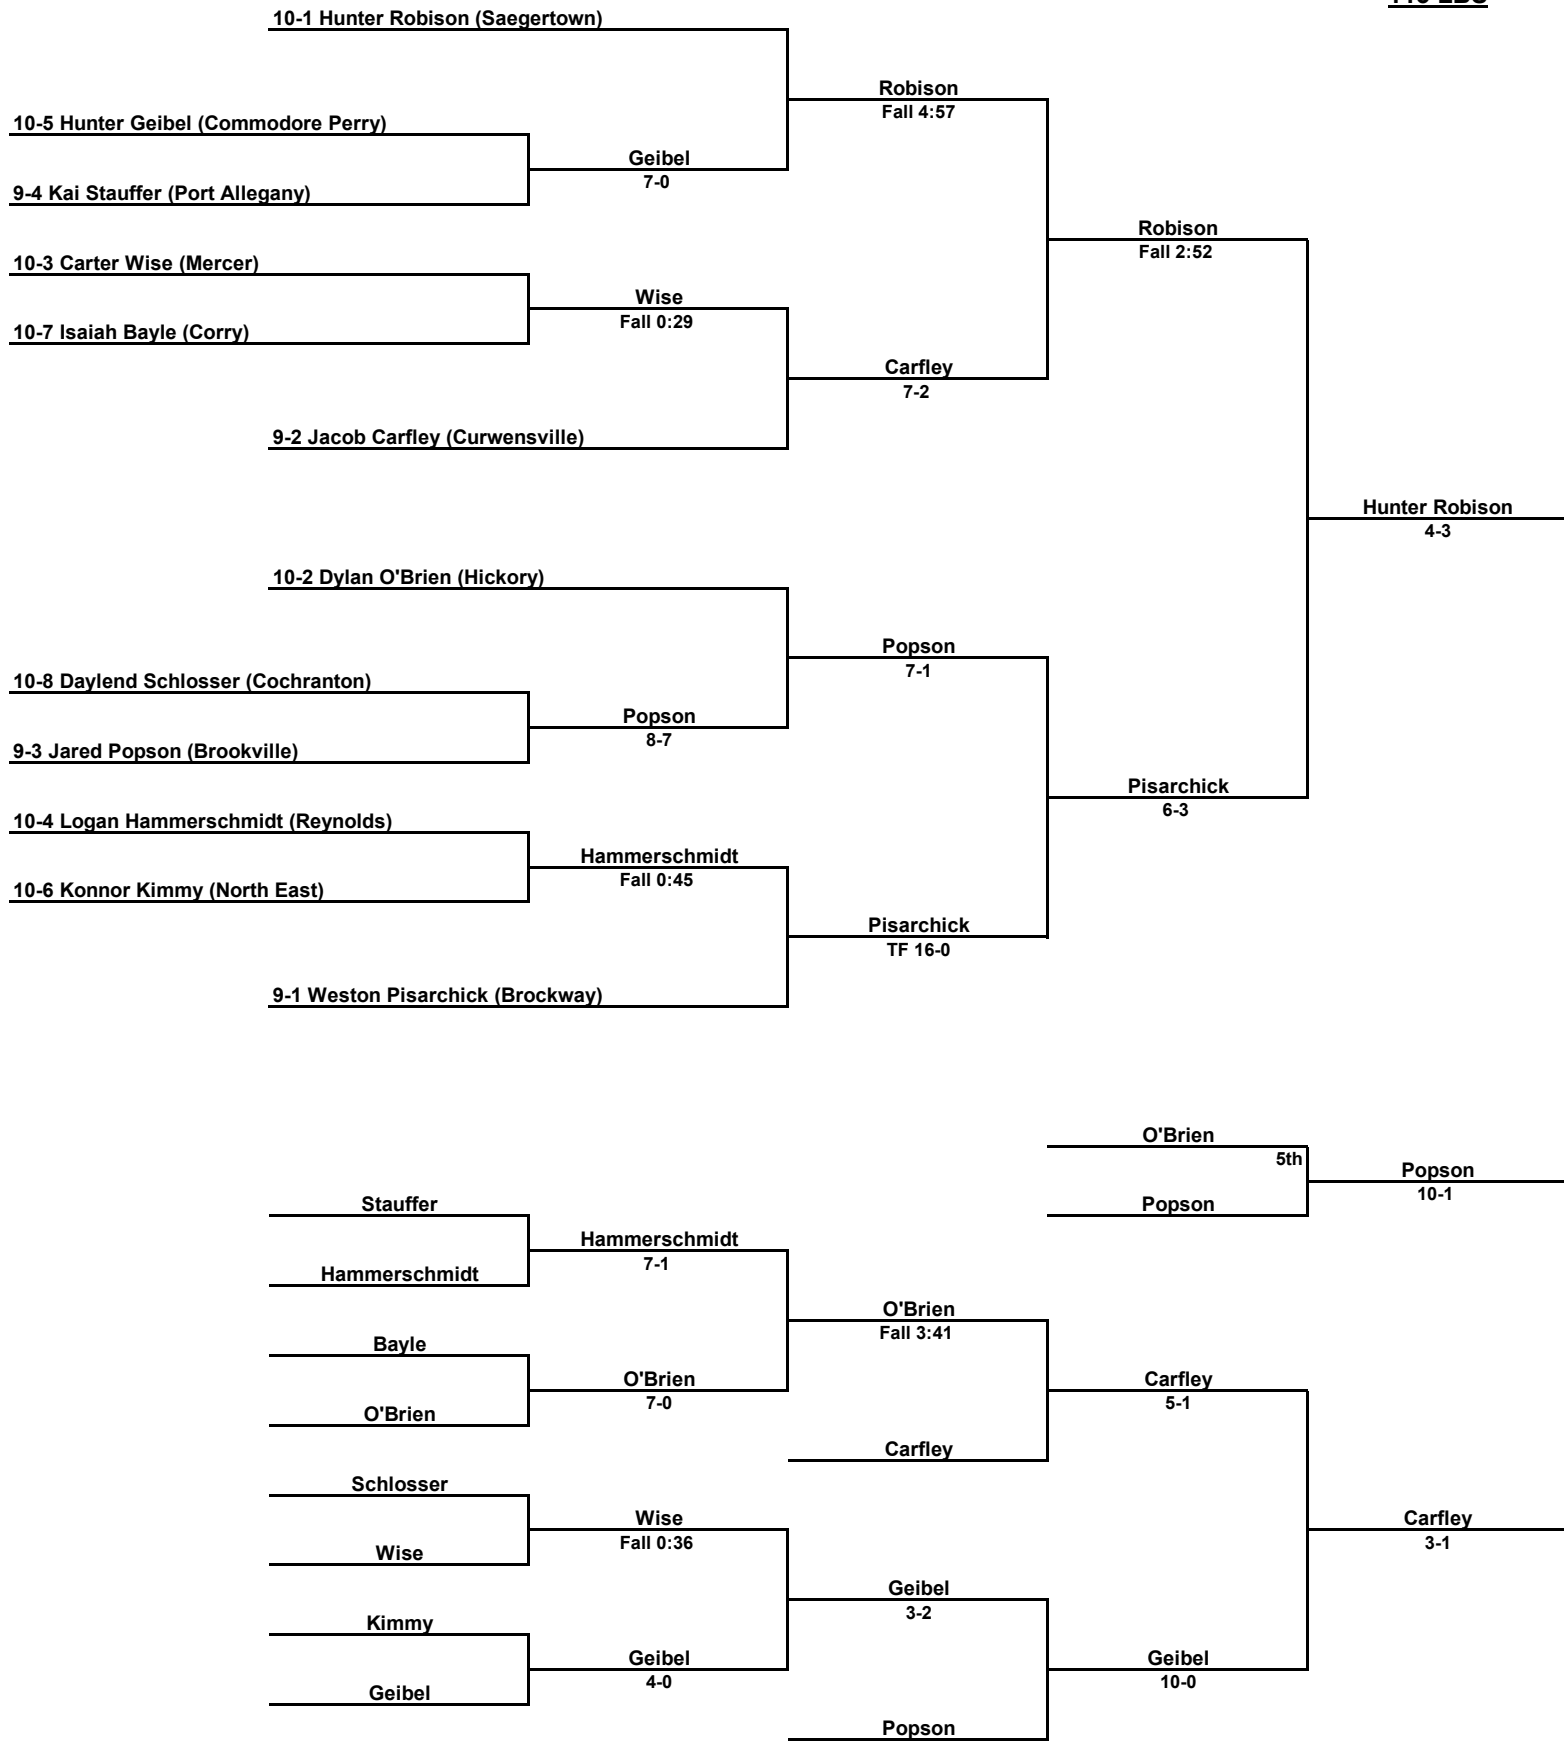 10-1 Hunter Robison (Saegertown)
Robison
Fall 4:57
10-5 Hunter Geibel (Commodore Perry)
Geibel
7-0
9-4 Kai Stauffer (Port Allegany)
Robison
Fall 2:52
10-3 Carter Wise (Mercer)
Wise
Fall 0:29
10-7 Isaiah Bayle (Corry)
Carfley
7-2
9-2 Jacob Carfley (Curwensville)
Hunter Robison
4-3
10-2 Dylan O'Brien (Hickory)
Popson
7-1
10-8 Daylend Schlosser (Cochranton)
Popson
8-7
9-3 Jared Popson (Brookville)
Pisarchick
6-3
10-4 Logan Hammerschmidt (Reynolds)
Hammerschmidt
Fall 0:45
10-6 Konnor Kimmy (North East)
Pisarchick
TF 16-0
9-1 Weston Pisarchick (Brockway)
O'Brien
5th
Popson
10-1
Popson
Stauffer
Hammerschmidt
7-1
Hammerschmidt
O'Brien
Fall 3:41
Bayle
O'Brien
7-0
O'Brien
Carfley
5-1
Carfley
Schlosser
Wise
Fall 0:36
Wise
Carfley
3-1
Geibel
3-2
Kimmy
Geibel
4-0
Geibel
Geibel
10-0
Popson